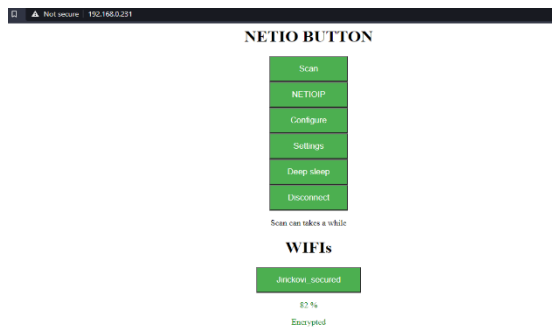 Not secure | 192.168.0.231
NETIO BUTTON
Scan
NETIOIP
Configure
Settings
Deep sleep
Disconnect
Scan can takes a while
WIFIs
Jinckovi_secured
82 %
Encrypted